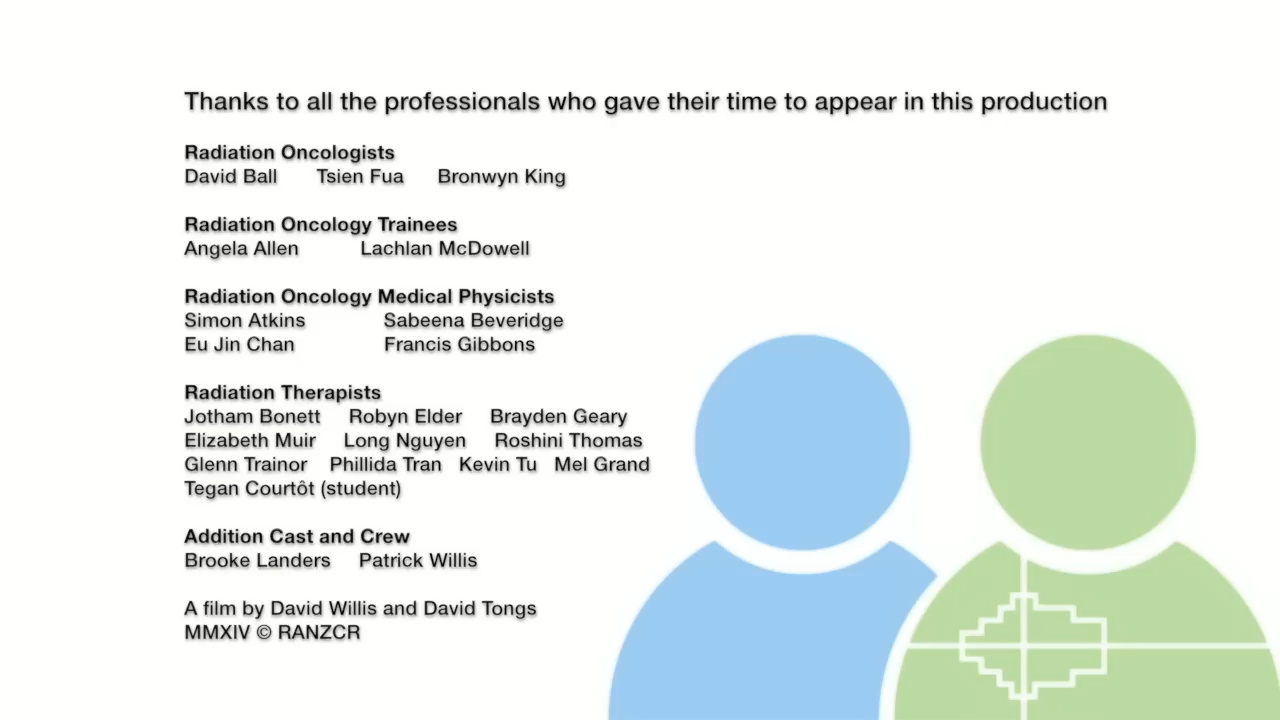 Thanks to all the professionals who gave their time to appear in this production
Radiation Oncologists
David Ball Tsien Fua Bronwyn King
Radiation Oncology Trainees
Angela Allen Lachlan McDowell
Radiation Oncology Medical Physicists
Simon Atkins Sabeena Beveridge
Eu Jin Chan Francis Gibbons
Radiation Therapists
Jotham Bonett Robyn Elder Brayden Geary
Elizabeth Muir Long Nguyen Roshini Thomas
Glenn Trainor Phillida Tran Kevin Tu Mel Grand
Tegan Courtôt (student)
Addition Cast and Crew
Brooke Landers Patrick Willis
A film by David Willis and David Tongs
MMXIV © RANZCR